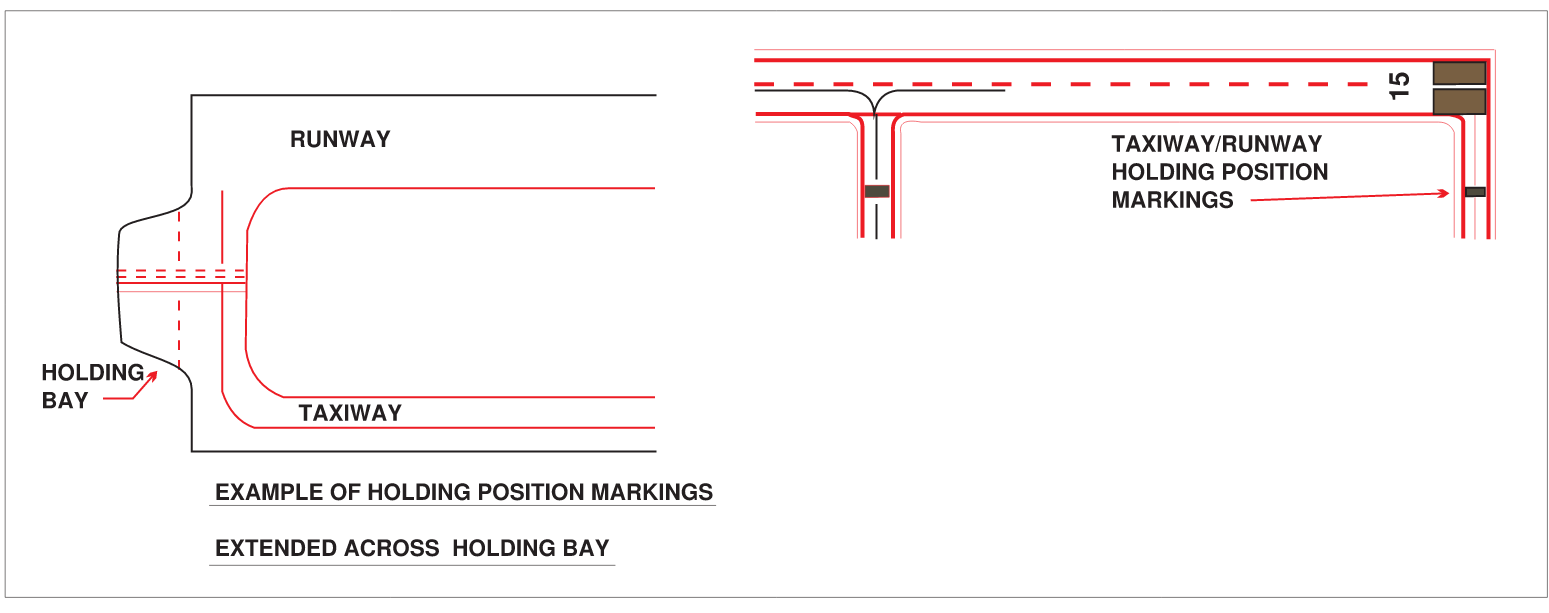 RUNWAY
HOLDING
BAY
TAXIWAY
EXAMPLE OF HOLDING POSITION MARKINGS
EXTENDED ACROSS HOLDING BAY
15
TAXIWAY/RUNWAY
HOLDING POSITION
MARKINGS